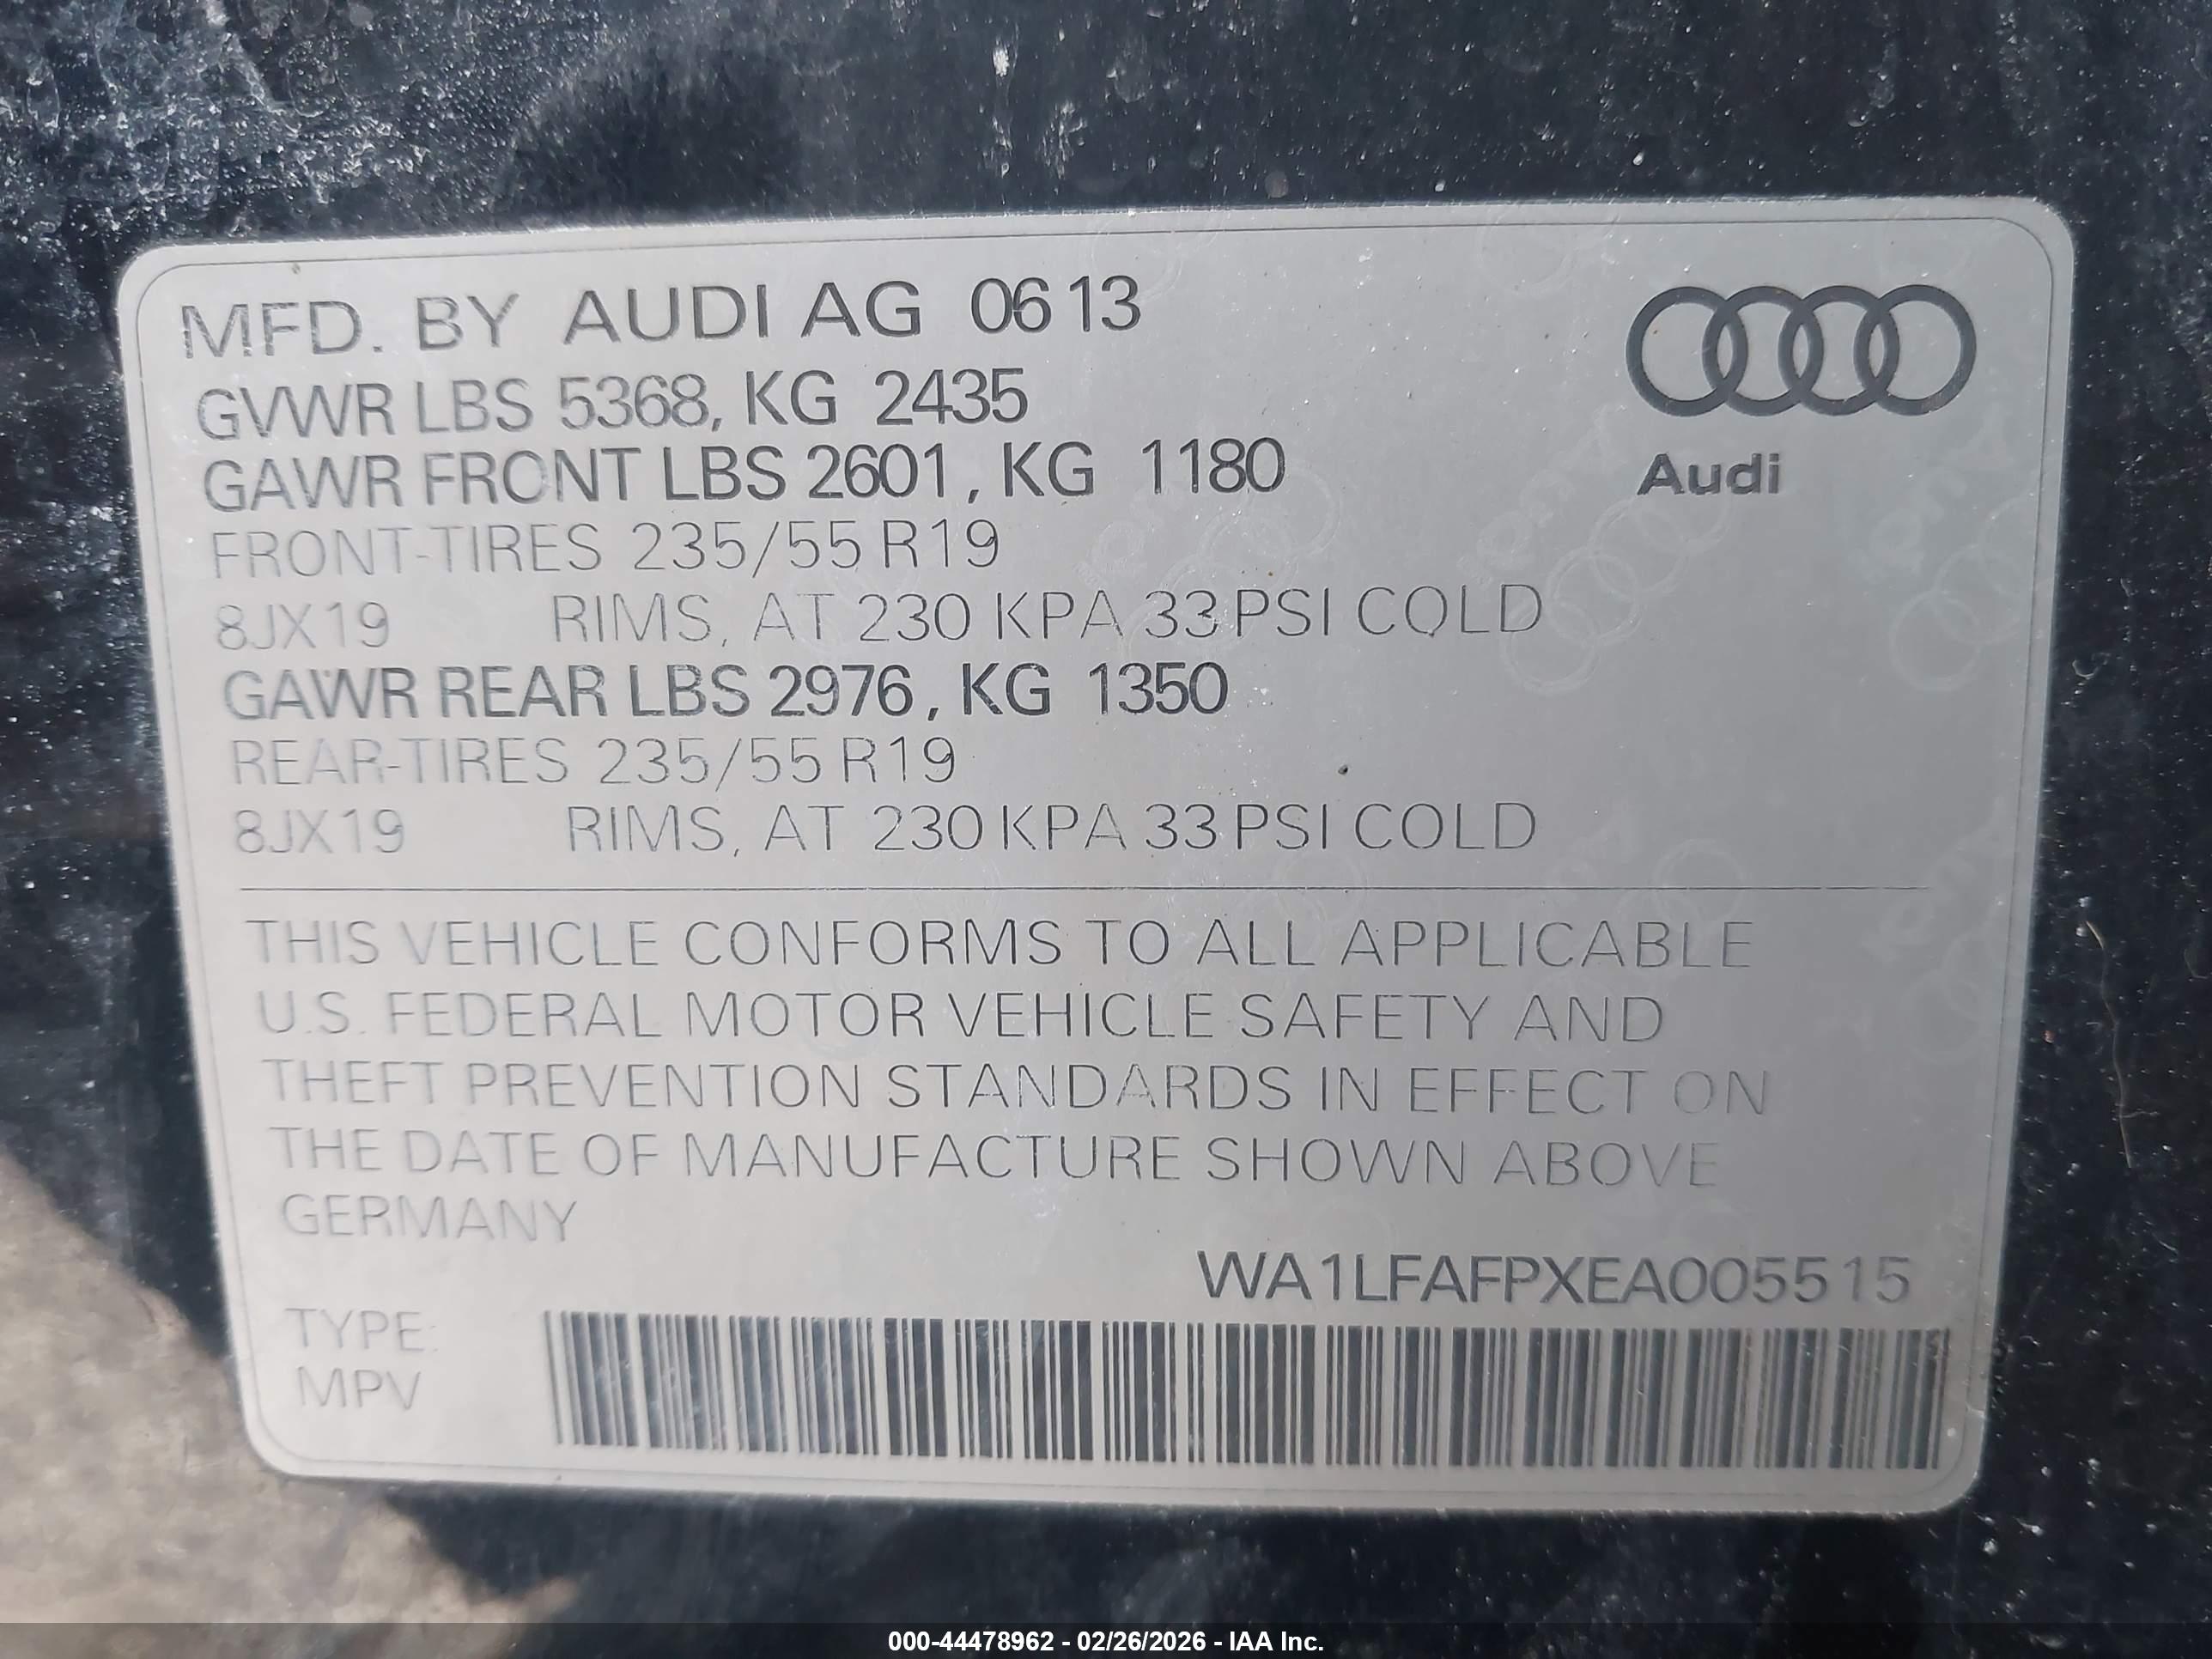 MFD. BY AUDI AG 06 13
GVWR LBS 5368, KG 2435
GAWR FRONT LBS 2601, KG 1180
FRONT-TIRES 235/55 R19
8JX19 RIMS, AT 230 KPA 33 PSI COLD
GAWR REAR LBS 2976, KG 1350
REAR-TIRES 235/55 R19
8JX19 RIMS, AT 230 KPA 33 PSI COLD
Audi
THIS VEHICLE CONFORMS TO ALL APPLICABLE
U.S. FEDERAL MOTOR VEHICLE SAFETY AND
THEFT PREVENTION STANDARDS IN EFFECT ON
THE DATE OF MANUFACTURE SHOWN ABOVE
GERMANY
WA1LFAFPXEA005515
TYPE:
MPV
000-44478962 - 02/26/2026 - IAA Inc.